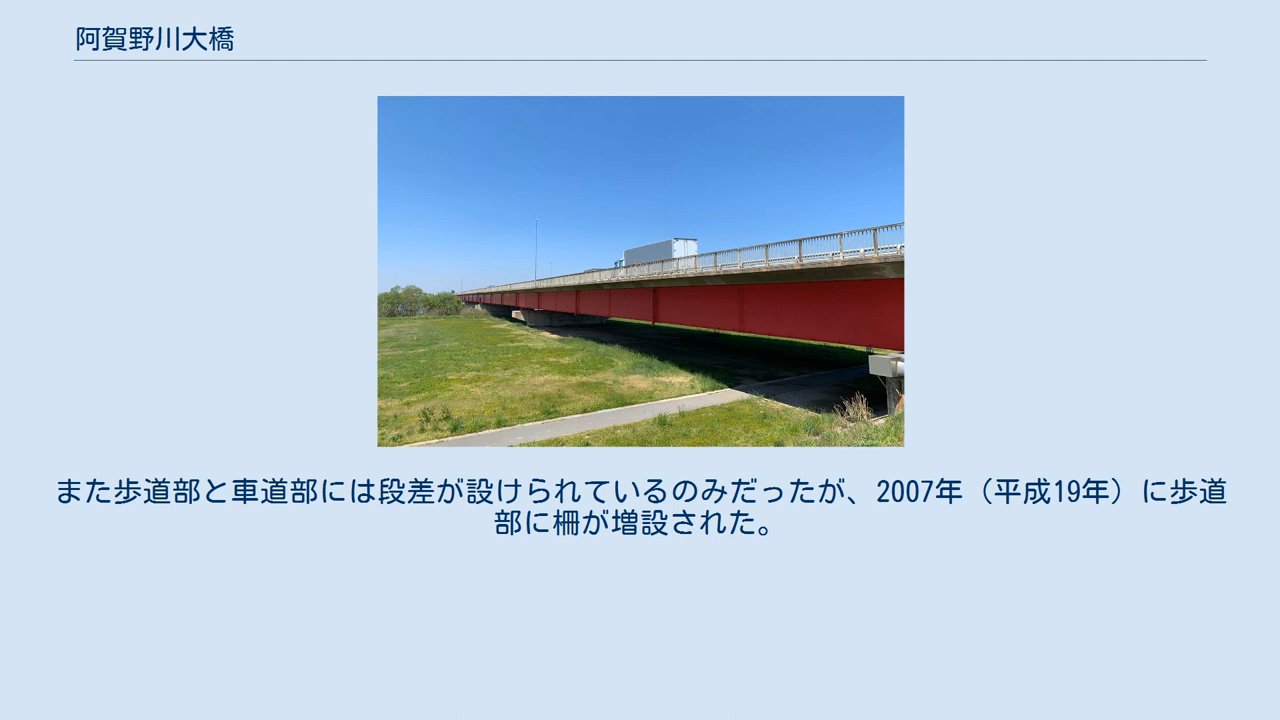 阿賀野川大橋
また歩道部と車道部には段差が設けられているのみだったが、2007年（平成19年）に歩道
部に柵が増設された。